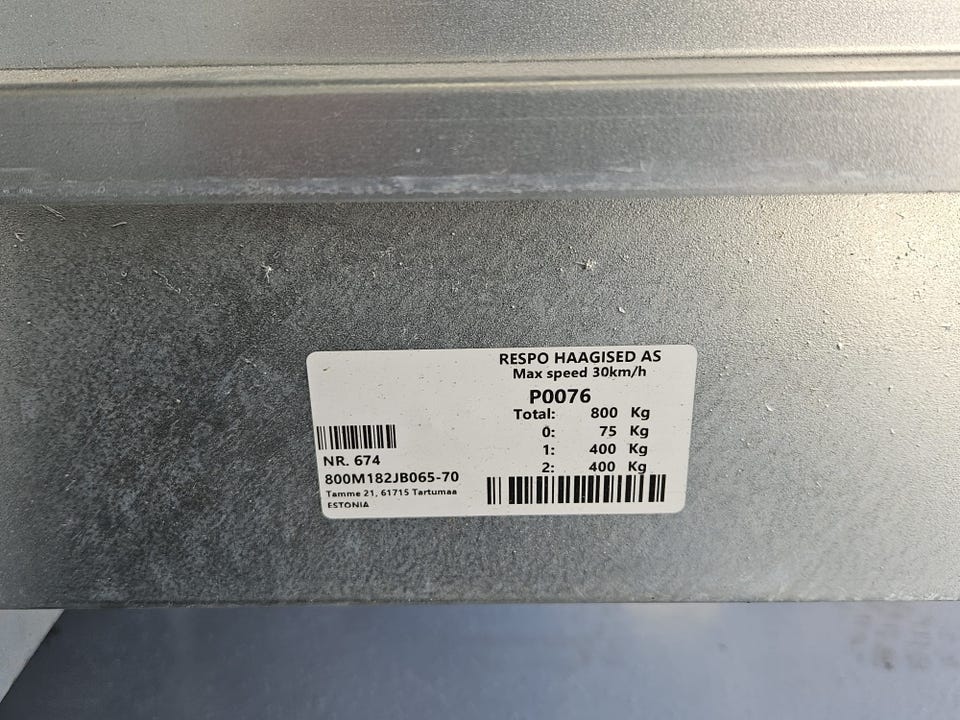 RESPO HAAGISED AS
Max speed 30km/h
P0076
Total: 800 Kg
0: 75 Kg
1: 400 Kg
2: 400 Kg
NR. 674
800M182JB065-70
Tamme 21, 61715 Tartumaa
ESTONIA